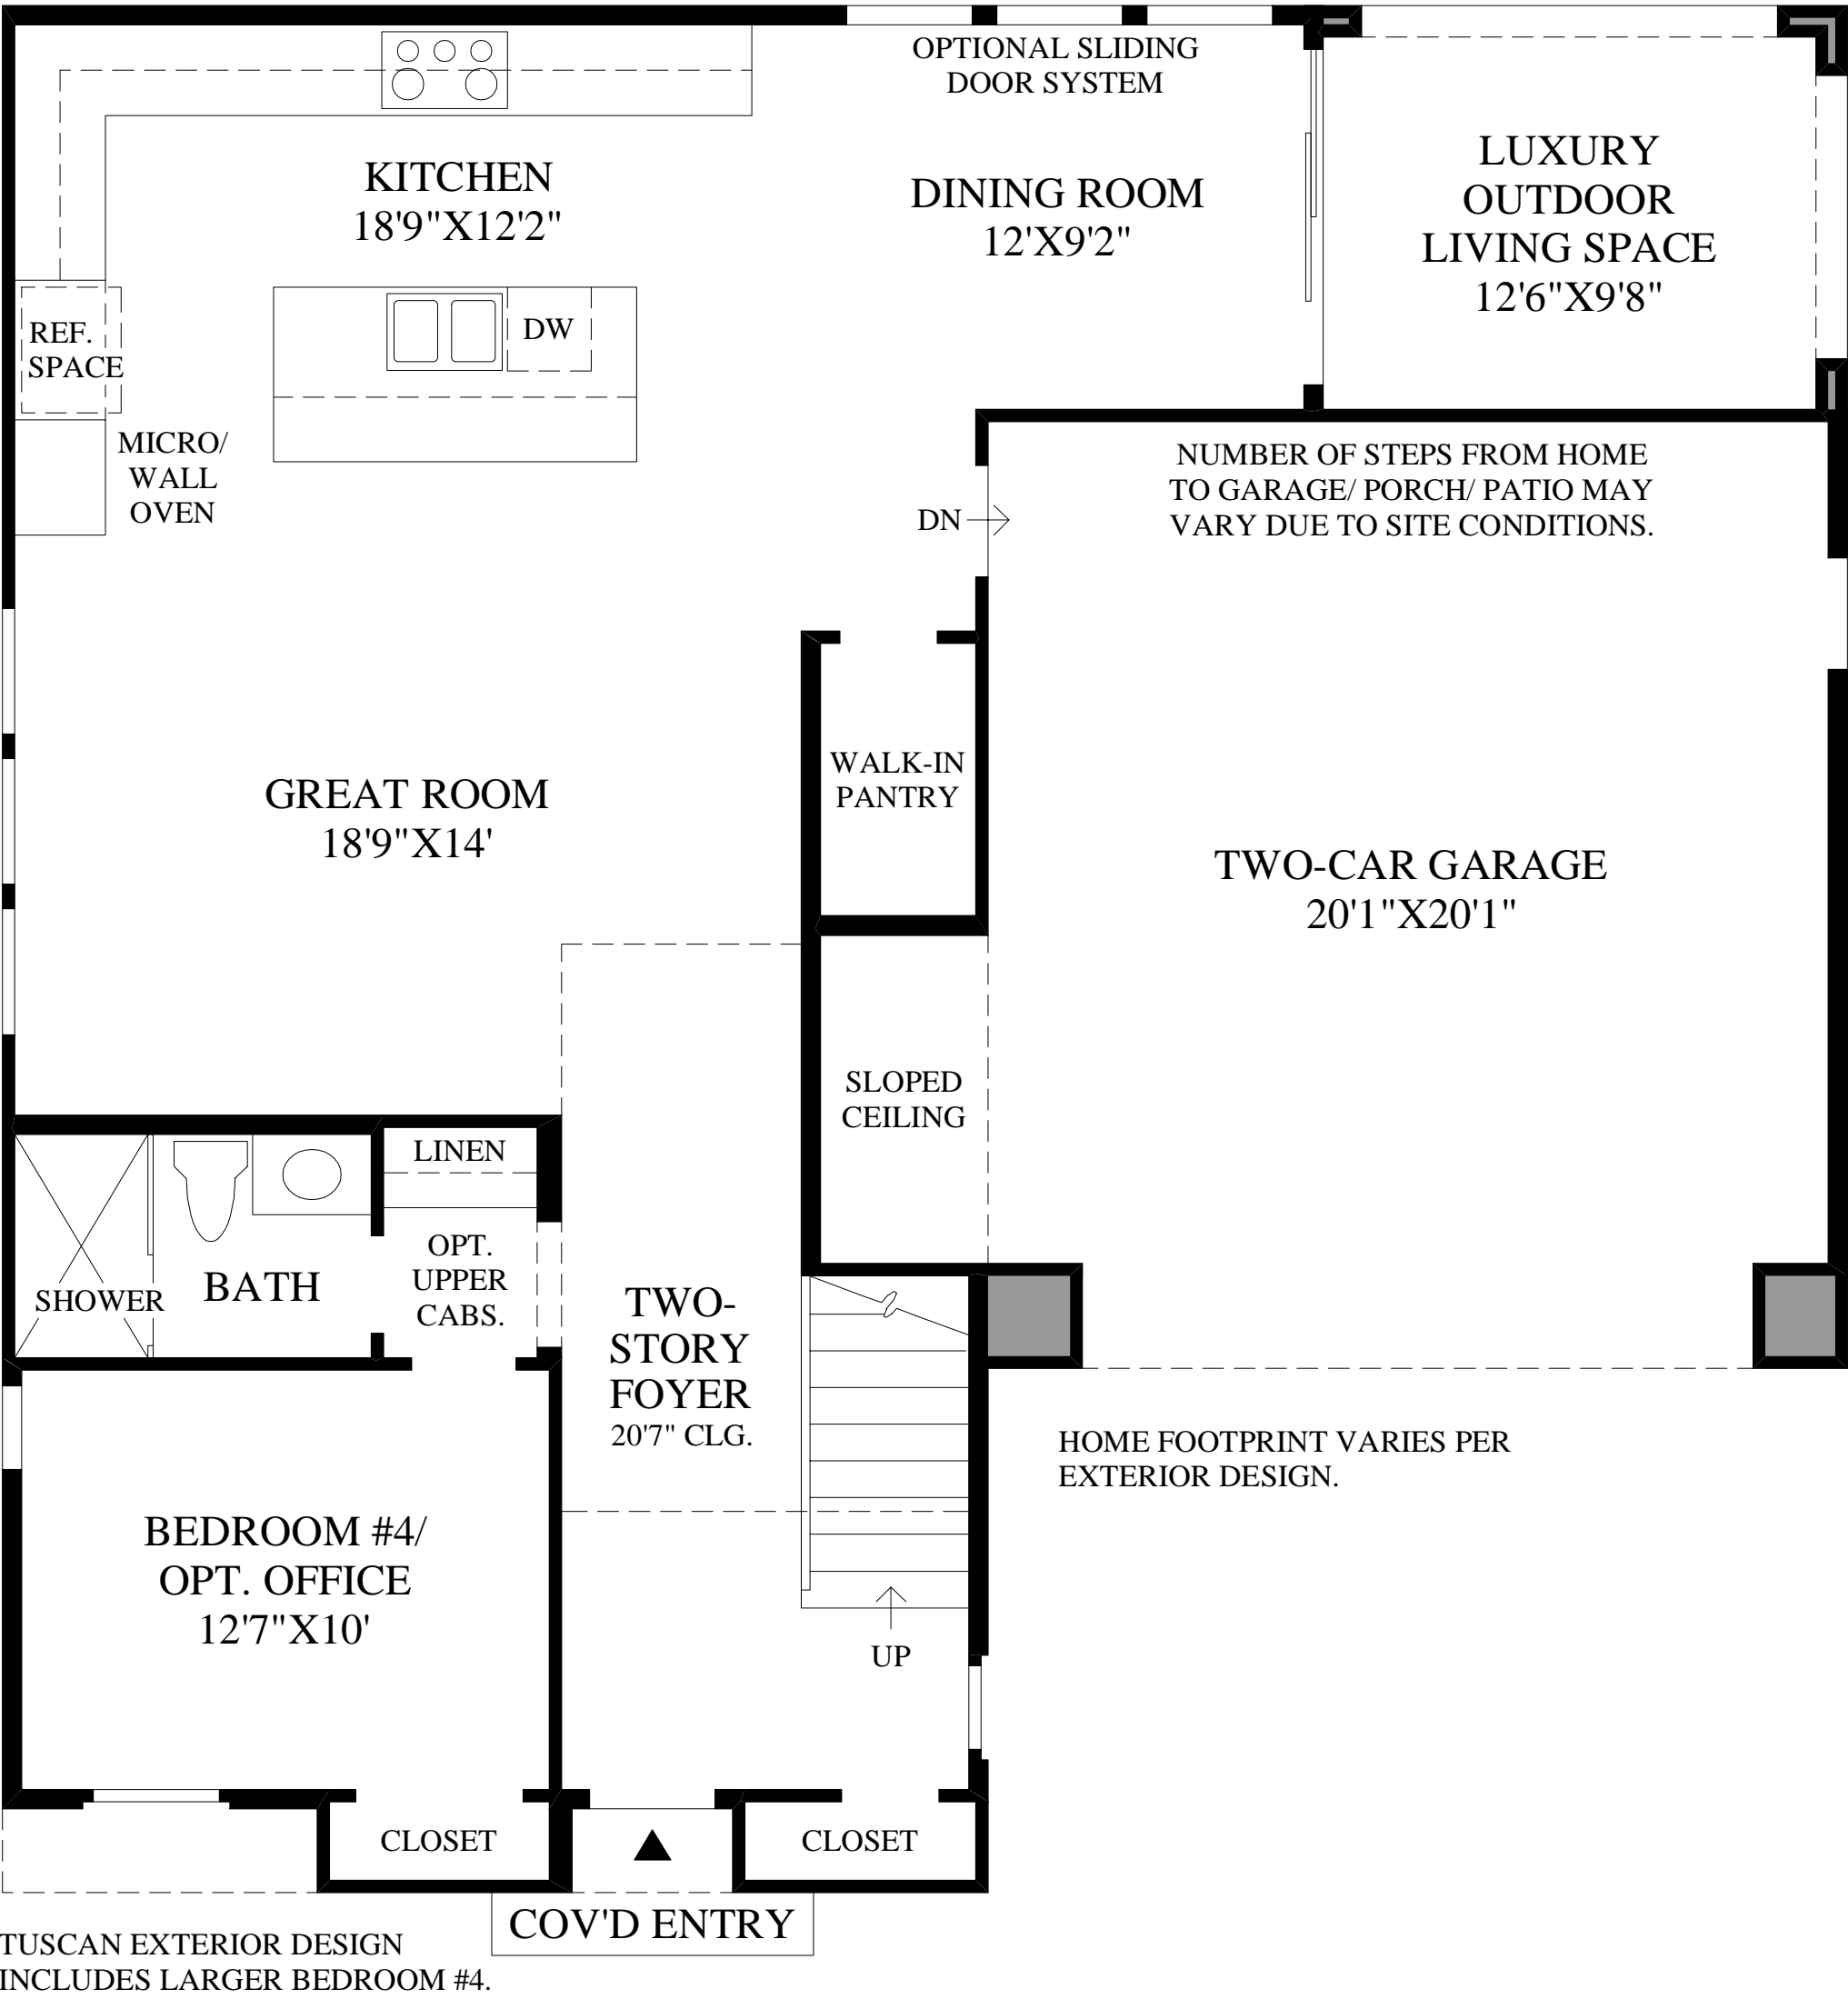 OPTIONAL SLIDING
DOOR SYSTEM
KITCHEN
18'9"X12'2"
DINING ROOM
12'X9'2"
LUXURY
OUTDOOR
LIVING SPACE
12'6"X9'8"
REF.
SPACE
DW
MICRO/
WALL
OVEN
DN
NUMBER OF STEPS FROM HOME
TO GARAGE/ PORCH/ PATIO MAY
VARY DUE TO SITE CONDITIONS.
GREAT ROOM
18'9"X14'
WALK-IN
PANTRY
TWO-CAR GARAGE
20'1"X20'1"
SLOPED
CEILING
LINEN
OPT.
UPPER
CABS.
SHOWER
BATH
TWO-
STORY
FOYER
20'7" CLG.
HOME FOOTPRINT VARIES PER
EXTERIOR DESIGN.
BEDROOM #4/
OPT. OFFICE
12'7"X10'
UP
CLOSET
CLOSET
COV'D ENTRY
TUSCAN EXTERIOR DESIGN
INCLUDES LARGER BEDROOM #4.